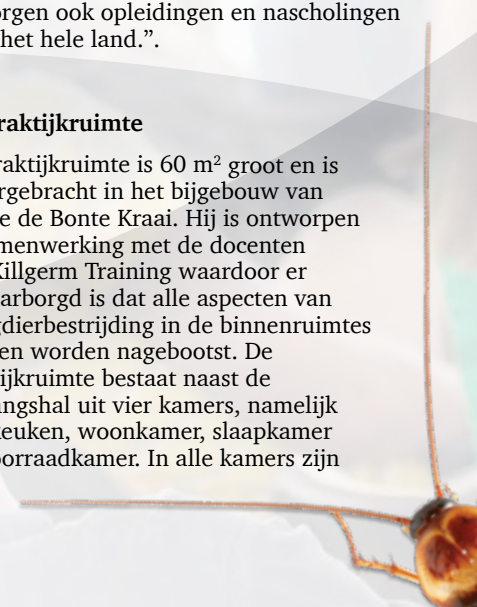 orgen ook opleidingen en nascholingen
het hele land.”.
raktijkruimte
raktijkruimte is 60 m² groot en is
rgebracht in het bijgebouw van
e de Bonte Kraai. Hij is ontworpen
menwerking met de docenten
Killgerm Training waardoor er
arborgd is dat alle aspecten van
gdierbestrijding in de binnenruimtes
en worden nagebootst. De
ijkruimte bestaat naast de
angshal uit vier kamers, namelijk
keuken, woonkamer, slaapkamer
oorraadkamer. In alle kamers zijn